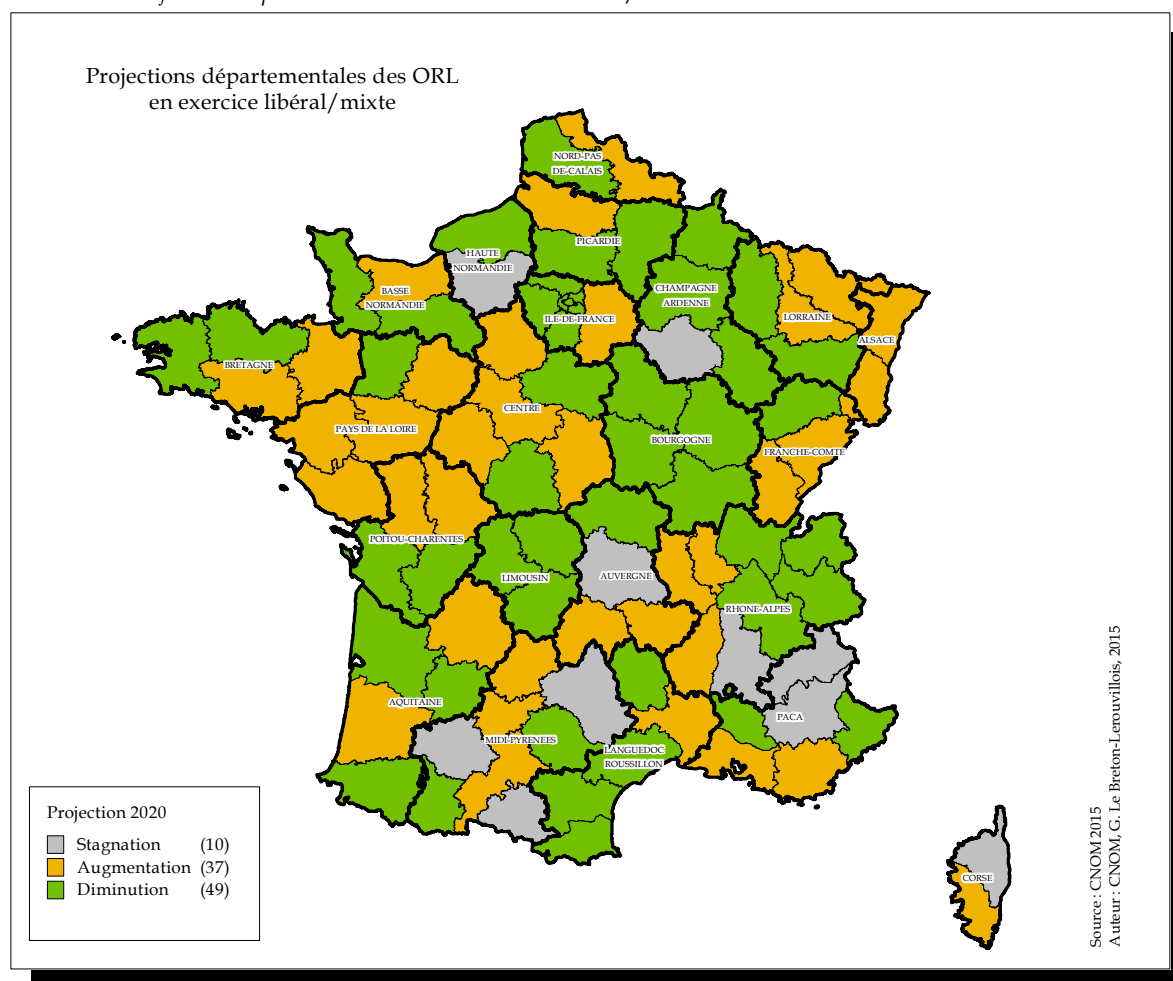 Projections départementales des ORL
en exercice libéral/mixte
NORD-PAS
DE-CALAIS
PICARDIE
HAUTE
NORMANDIE
BASSE
NORMANDIE
CHAMPAGNE
ARDENNE
ILE-DE-FRANCE
LORRAINE
ALSACE
BRETAGNE
CENTRE
PAYS DE LA LOIRE
BOURGOGNE
FRANCHE-COMTE
POITOU-CHARENTES
LIMOUSIN
AUVERGNE
RHONE-ALPES
AQUITAINE
PACA
MIDI-PYRENEES
LANGUEDOC
ROUSSILLON
CORSE
Projection 2020
Stagnation (10)
Augmentation (37)
Diminution (49)
Source : CNOM 2015
Auteur : CNOM, G. Le Breton-Lerouvillois, 2015